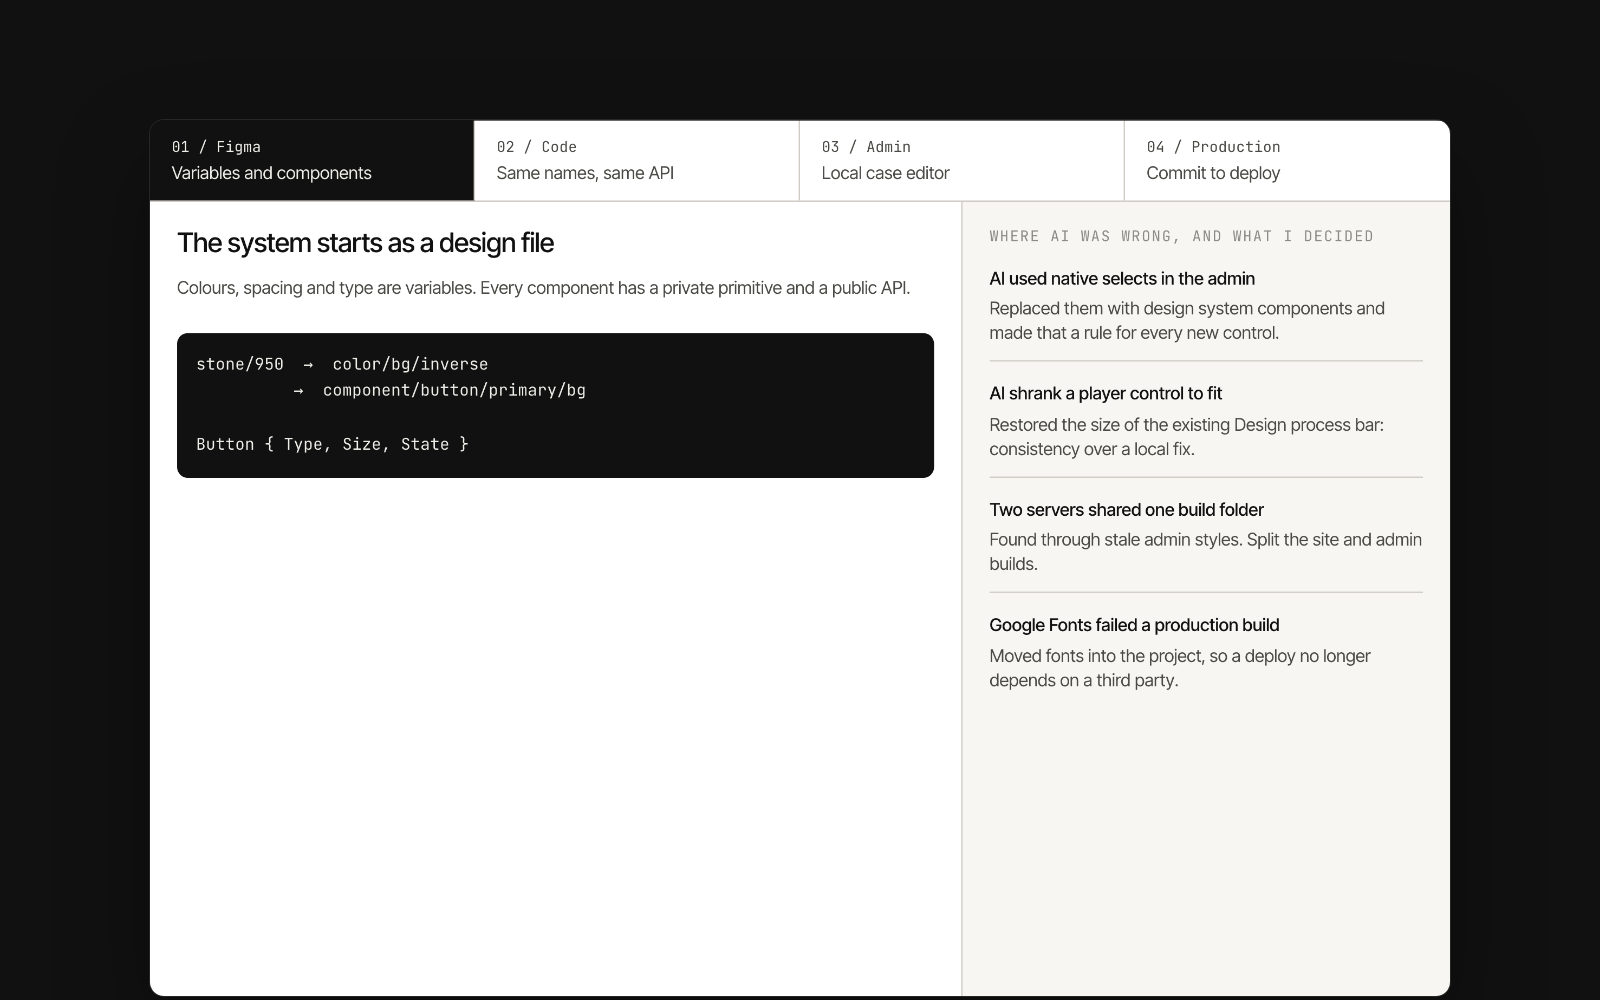 01 / Figma
Variables and components
02 / Code
Same names, same API
03 / Admin
Local case editor
04 / Production
Commit to deploy
The system starts as a design file
Colours, spacing and type are variables. Every component has a private primitive and a public API.
stone/950 → color/bg/inverse
→ component/button/primary/bg
Button { Type, Size, State }
WHERE AI WAS WRONG, AND WHAT I DECIDED
AI used native selects in the admin
Replaced them with design system components and
made that a rule for every new control.
AI shrank a player control to fit
Restored the size of the existing Design process bar:
consistency over a local fix.
Two servers shared one build folder
Found through stale admin styles. Split the site and admin
builds.
Google Fonts failed a production build
Moved fonts into the project, so a deploy no longer
depends on a third party.